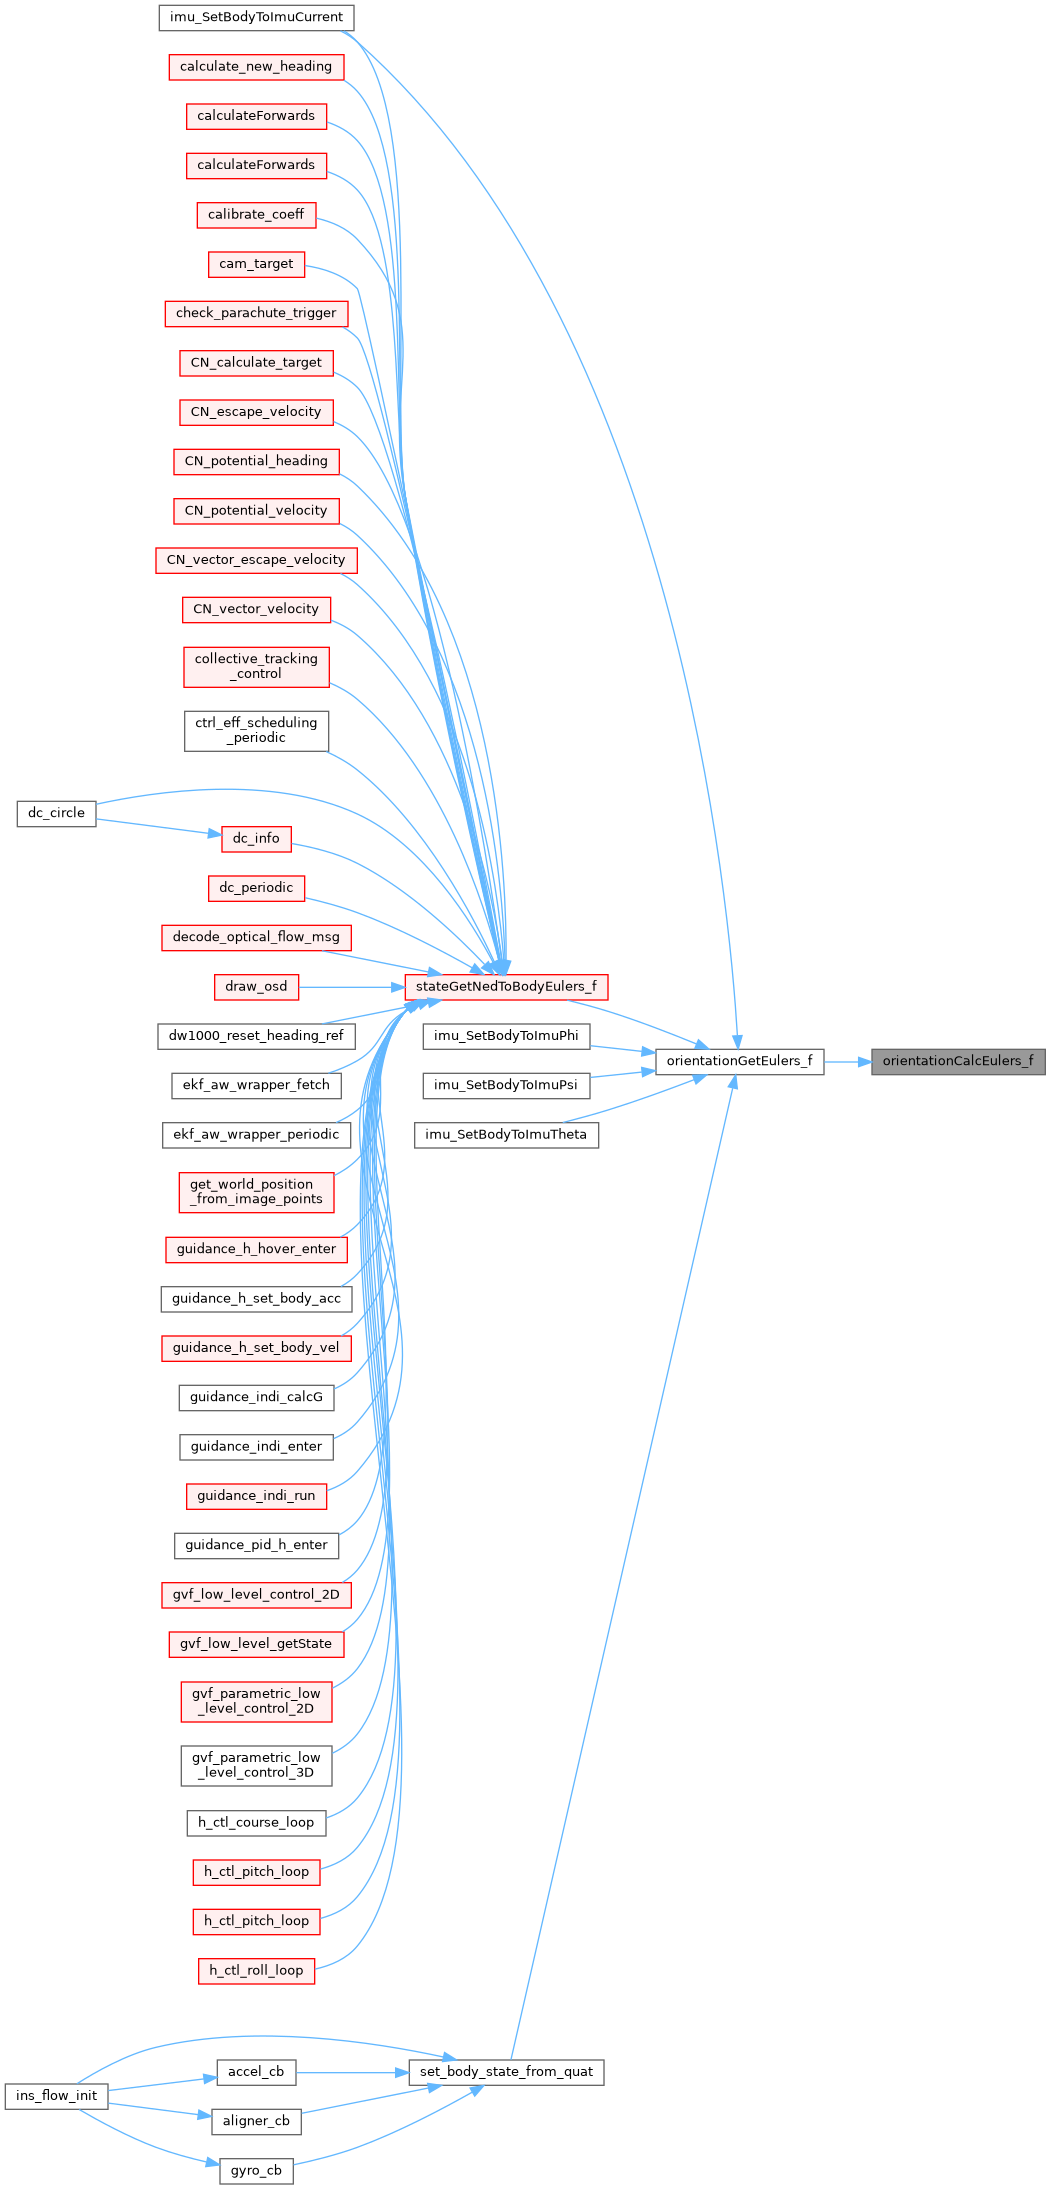 imu_SetBodyToImuCurrent
calculate_new_heading
calculateForwards
calculateForwards
calibrate_coeff
cam_target
check_parachute_trigger
CN_calculate_target
CN_escape_velocity
CN_potential_heading
CN_potential_velocity
CN_vector_escape_velocity
CN_vector_velocity
collective_tracking
_control
ctrl_eff_scheduling
_periodic
dc_circle
dc_info
dc_periodic
decode_optical_flow_msg
draw_osd
stateGetNedToBodyEulers_f
dw1000_reset_heading_ref
imu_SetBodyToImuPhi
orientationGetEulers_f
orientationCalcEulers_f
ekf_aw_wrapper_fetch
imu_SetBodyToImuPsi
ekf_aw_wrapper_periodic
imu_SetBodyToImuTheta
get_world_position
_from_image_points
guidance_h_hover_enter
guidance_h_set_body_acc
guidance_h_set_body_vel
guidance_indi_calcG
guidance_indi_enter
guidance_indi_run
guidance_pid_h_enter
gvf_low_level_control_2D
gvf_low_level_getState
gvf_parametric_low
_level_control_2D
gvf_parametric_low
_level_control_3D
h_ctl_course_loop
h_ctl_pitch_loop
h_ctl_pitch_loop
h_ctl_roll_loop
accel_cb
set_body_state_from_quat
ins_flow_init
aligner_cb
gyro_cb